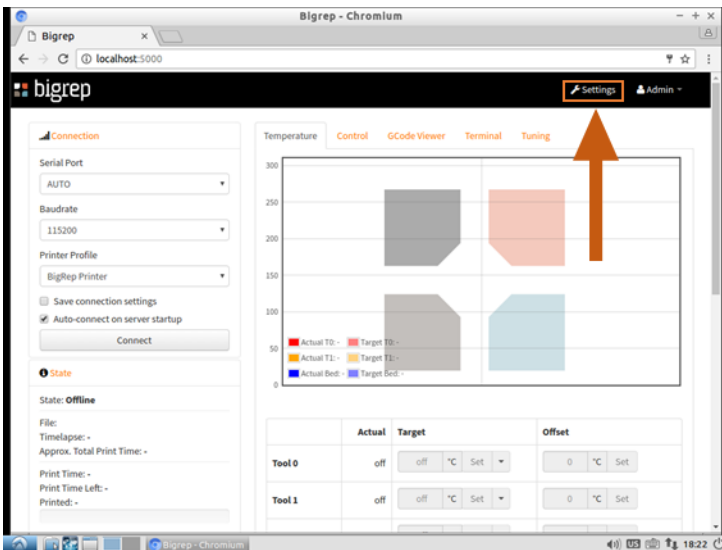 Bigrep - Chromium
Bigrep
localhost:5000
bigrep
Settings
Admin
Connection
Serial Port
AUTO
Baudrate
115200
Printer Profile
BigRep Printer
Save connection settings
Auto-connect on server startup
Connect
State
State: Offline
File:
Timelapse: -
Approx. Total Print Time: -
Print Time: -
Print Time Left: -
Printed: -
Temperature Control GCode Viewer Terminal Tuning
300
250
200
150
100
50
0
Actual T0: - Target T0: -
Actual T1: - Target T1: -
Actual Bed: - Target Bed: -
Actual Target Offset
Tool 0 off off °C Set 0 °C Set
Tool 1 off off °C Set 0 °C Set
Bigrep - Chromium
US
18:22